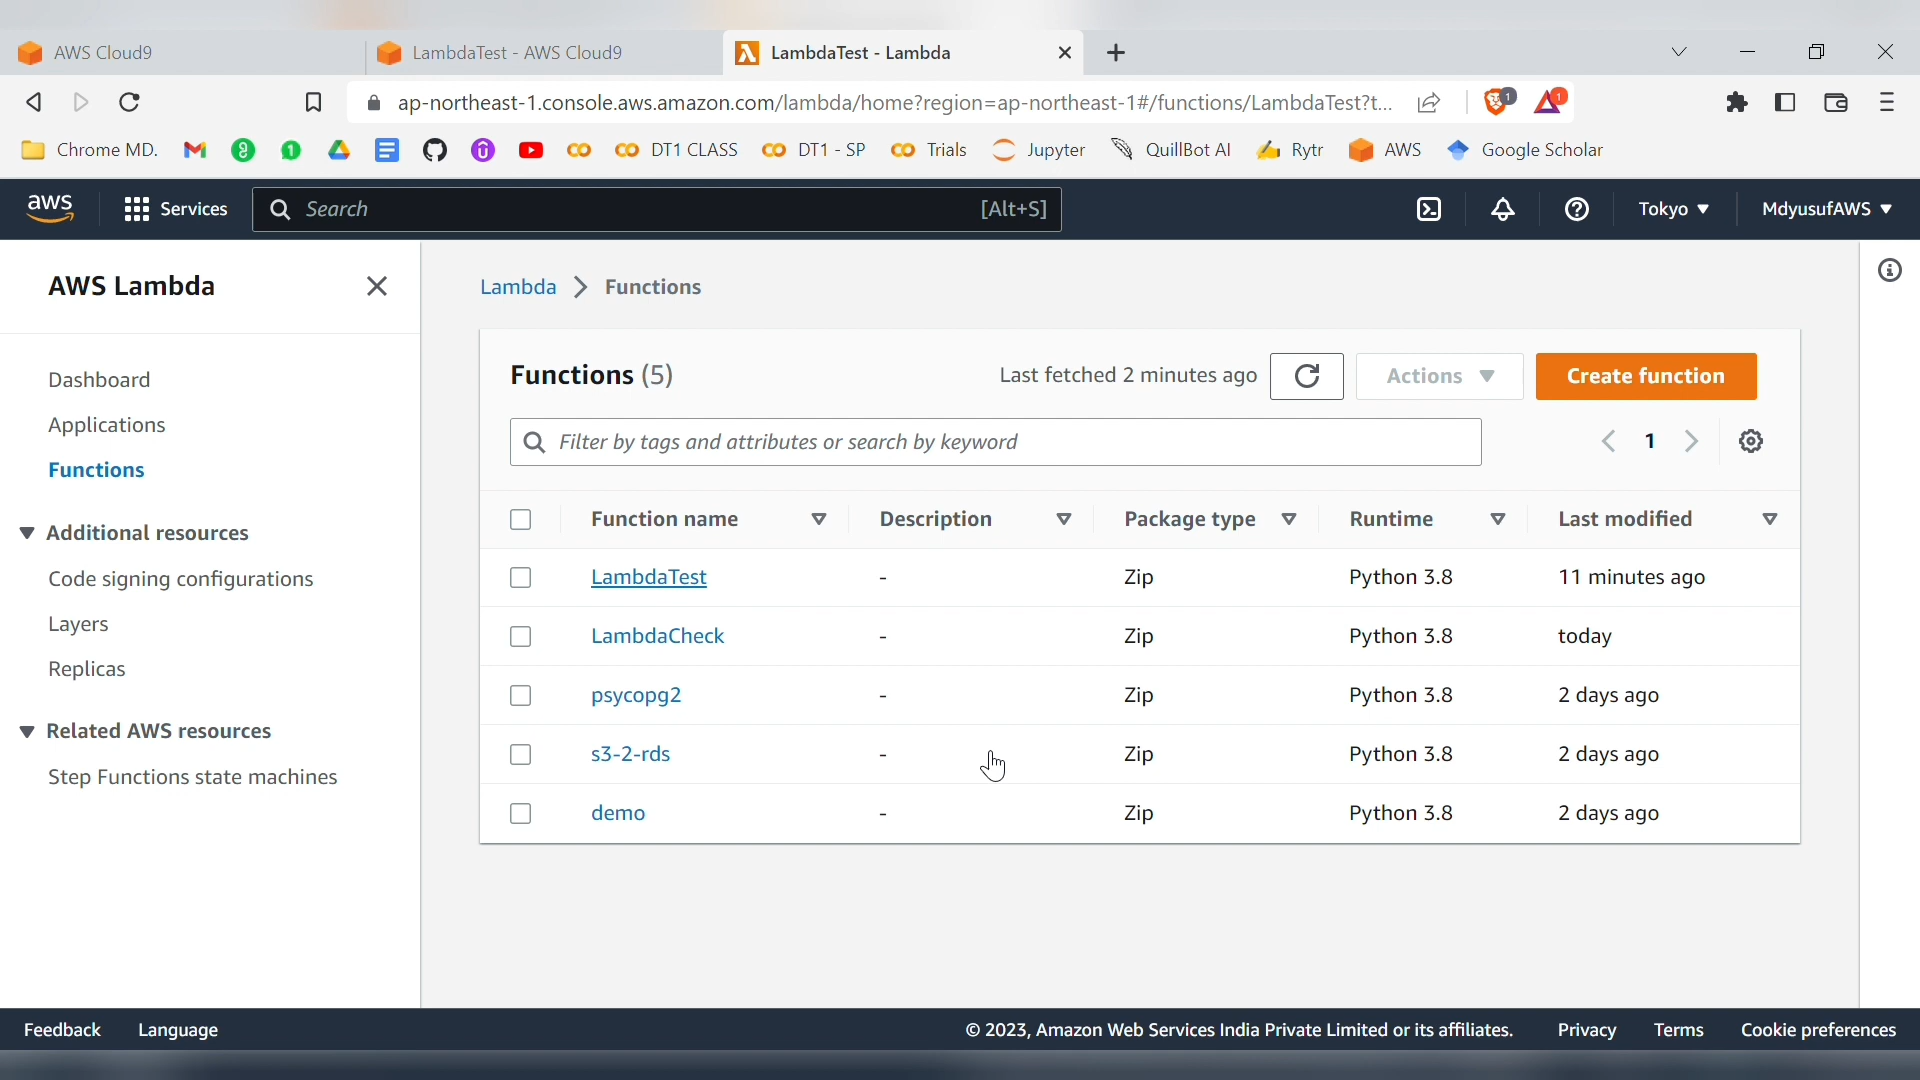 AWS Cloud9 LambdaTest - AWS Cloud9 LambdaTest - Lambda
ap-northeast-1.console.aws.amazon.com/lambda/home?region=ap-northeast-1#/functions/LambdaTest?t... 1 1
Chrome MD. 1 DT1 CLASS DT1 - SP Trials Jupyter QuillBot AI Rytr AWS Google Scholar
aws Services Search [Alt+S] Tokyo MdyusufAWS
AWS Lambda
Dashboard
Applications
Functions
Additional resources
Code signing configurations
Layers
Replicas
Related AWS resources
Step Functions state machines
Lambda Functions
Functions (5) Last fetched 2 minutes ago Actions Create function
Filter by tags and attributes or search by keyword 1
Function name Description Package type Runtime Last modified
LambdaTest - Zip Python 3.8 11 minutes ago
LambdaCheck - Zip Python 3.8 today
psycopg2 - Zip Python 3.8 2 days ago
s3-2-rds - Zip Python 3.8 2 days ago
demo - Zip Python 3.8 2 days ago
Feedback Language © 2023, Amazon Web Services India Private Limited or its affiliates. Privacy Terms Cookie preferences